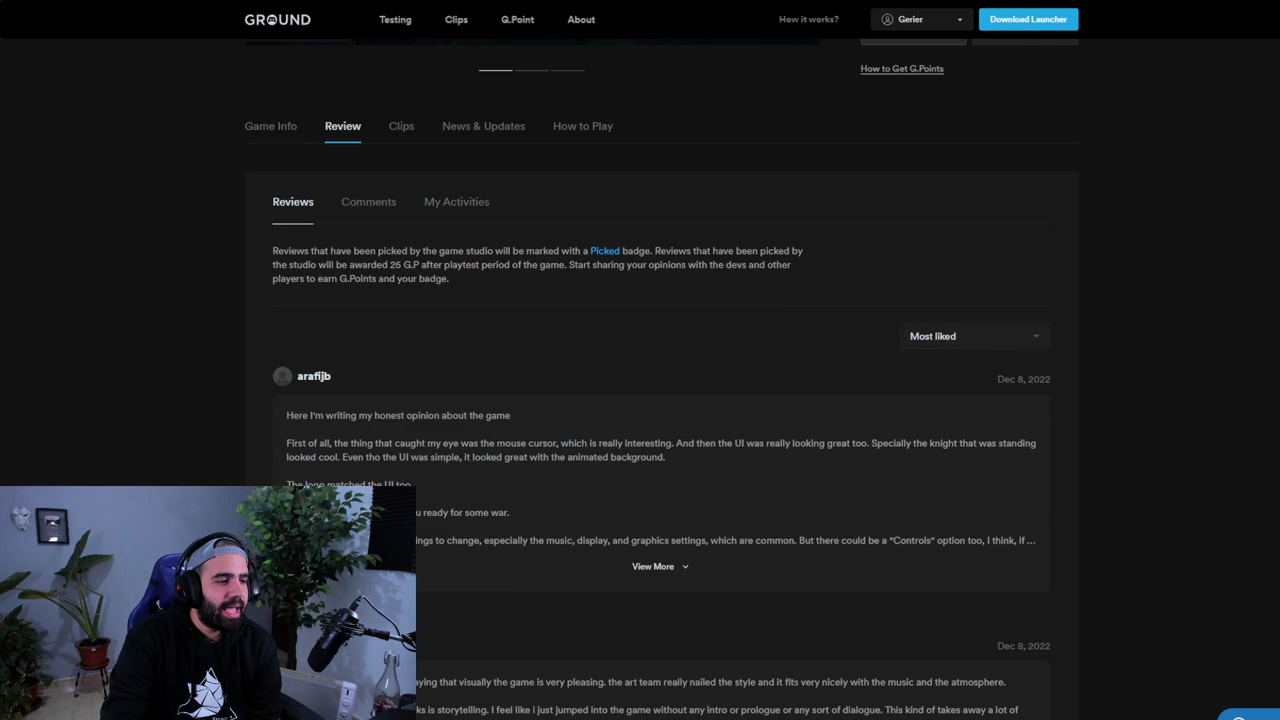 GROUND
Testing
Clips
G.Point
About
How it works?
Gerier
Download Launcher
How to Get G.Points
Game Info
Review
Clips
News & Updates
How to Play
Reviews
Comments
My Activities
Reviews that have been picked by the game studio will be marked with a Picked badge. Reviews that have been picked by
the studio will be awarded 25 G.P after playtest period of the game. Start sharing your opinions with the devs and other
players to earn G.Points and your badge.
Most liked
arafijb
Dec 8, 2022
Here I'm writing my honest opinion about the game
First of all, the thing that caught my eye was the mouse cursor, which is really interesting. And then the UI was really looking great too. Specially the knight that was standing
looked cool. Even tho the UI was simple, it looked great with the animated background.
The logo matched the UI too
u ready for some war.
ngs to change, especially the music, display, and graphics settings, which are common. But there could be a "Controls" option too, I think, if ...
View More
Dec 8, 2022
aying that visually the game is very pleasing. the art team really nailed the style and it fits very nicely with the music and the atmosphere.
ks is storytelling. I feel like i just jumped into the game without any intro or prologue or any sort of dialogue. This kind of takes away a lot of